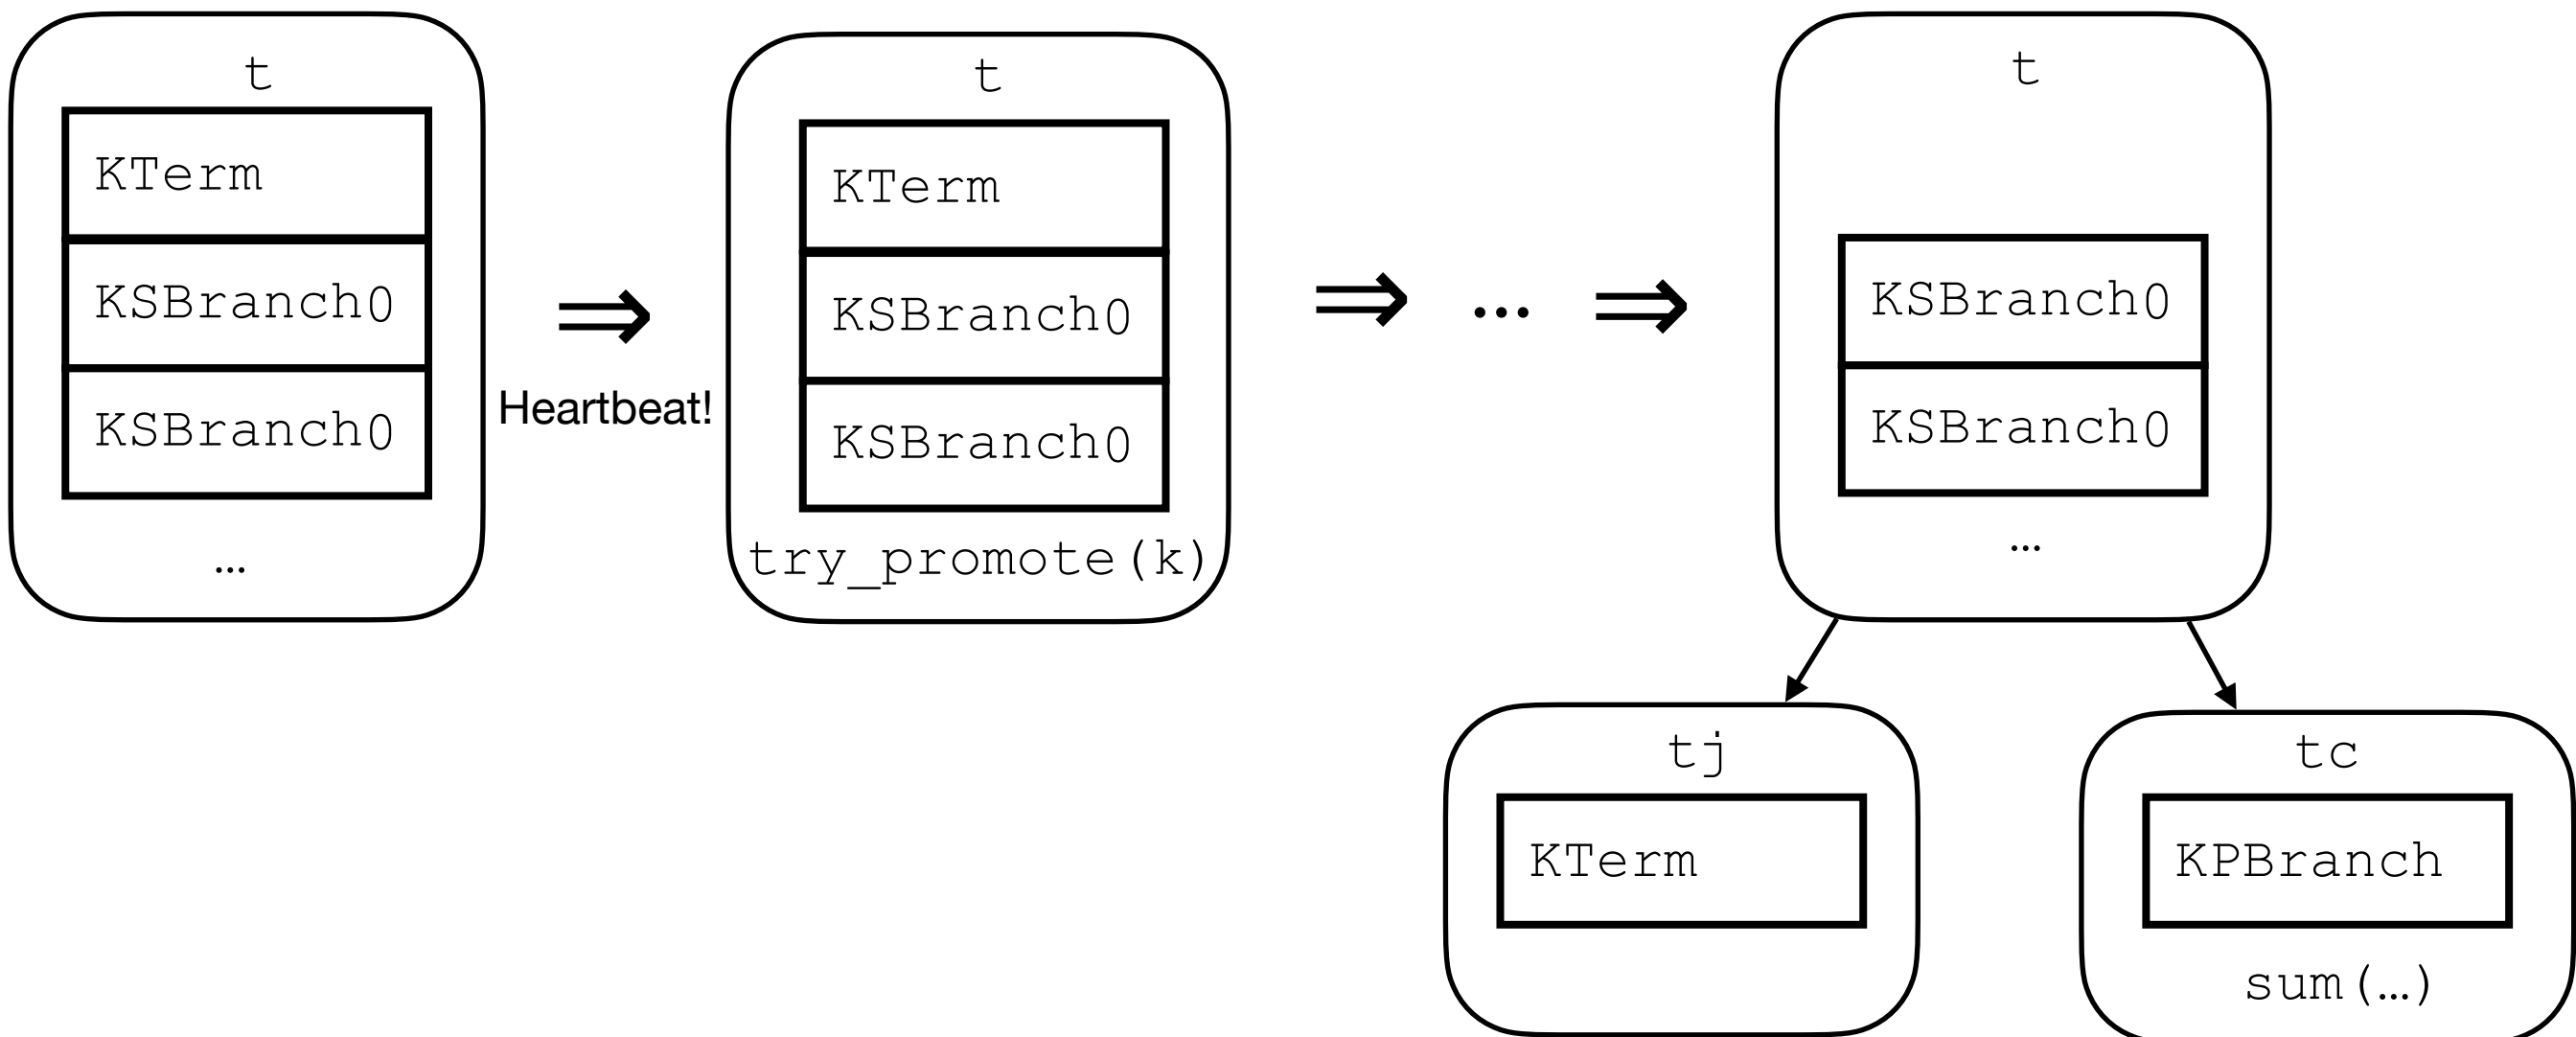 t
KTerm
KSBranch0
KSBranch0
…
⇒
Heartbeat!
t
KTerm
KSBranch0
KSBranch0
try_promote(k)
⇒ … ⇒
t
KSBranch0
KSBranch0
…
tj
KTerm
tc
KPBranch
sum(…)